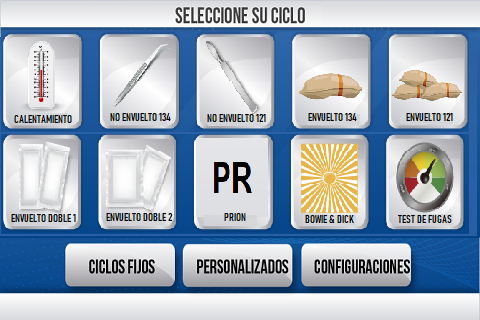 SELECCIONE SU CICLO
CALENTAMIENTO
NO ENVUELTO 134
NO ENVUELTO 121
ENVUELTO 134
ENVUELTO 121
ENVUELTO DOBLE 1
ENVUELTO DOBLE 2
PR
PRION
BOWIE & DICK
TEST DE FUGAS
CICLOS FIJOS
PERSONALIZADOS
CONFIGURACIONES